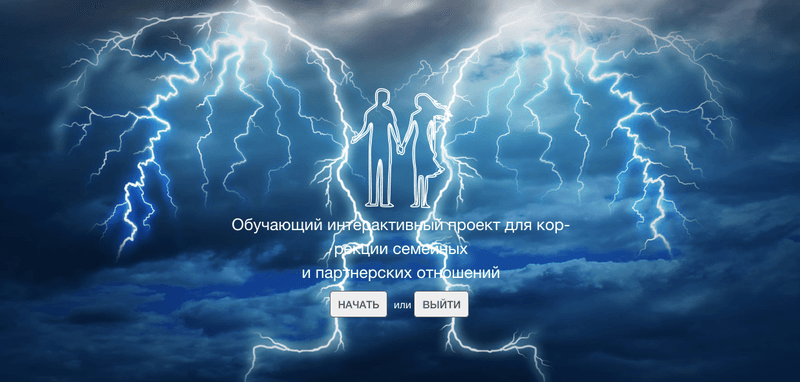 Обучающий интерактивный проект для кор-
рекции семейных
и партнерских отношений
НАЧАТЬ или ВЫЙТИ